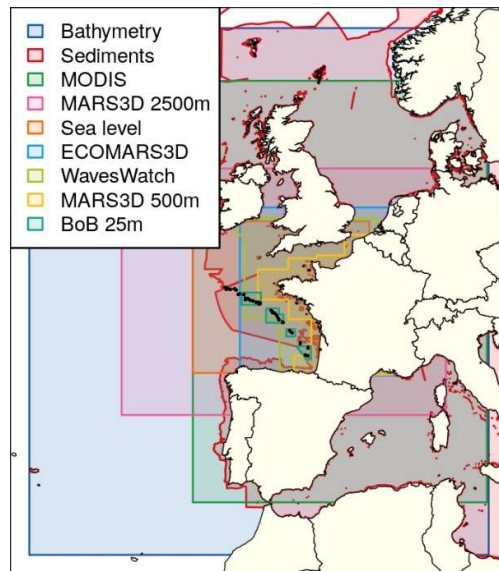 Bathymetry
Sediments
MODIS
MARS3D 2500m
Sea level
ECOMARS3D
WavesWatch
MARS3D 500m
BoB 25m